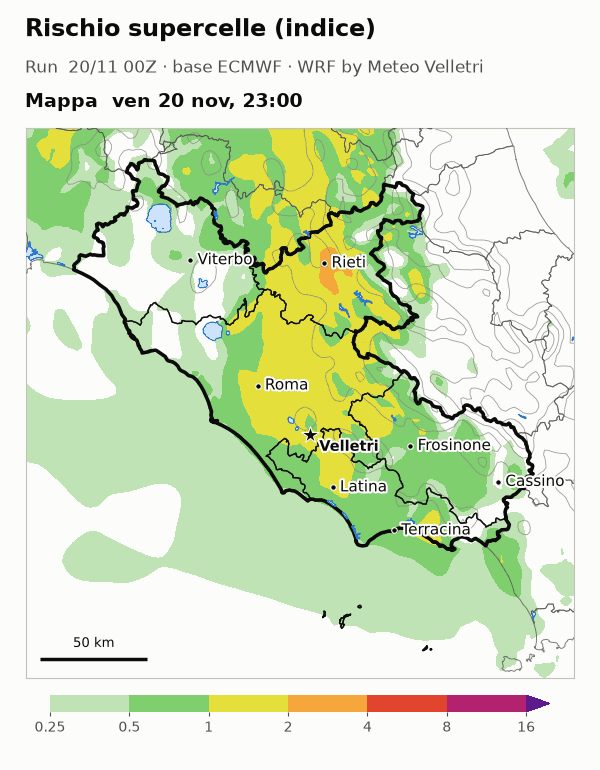 Rischio supercelle (indice)
Run  20/11 00Z · base ECMWF · WRF by Meteo Velletri
Mappa  ven 20 nov, 23:00
Viterbo
Rieti
Roma
Velletri
Frosinone
Latina
Cassino
Terracina
50 km
0.25 0.5 1 2 4 8 16